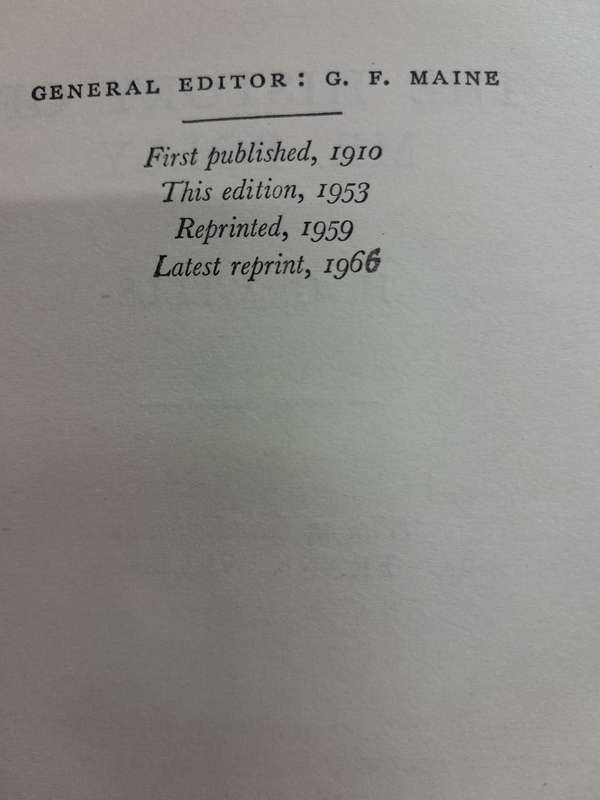 GENERAL EDITOR: G. F. MAINE
First published, 1910
This edition, 1953
Reprinted, 1959
Latest reprint, 1966